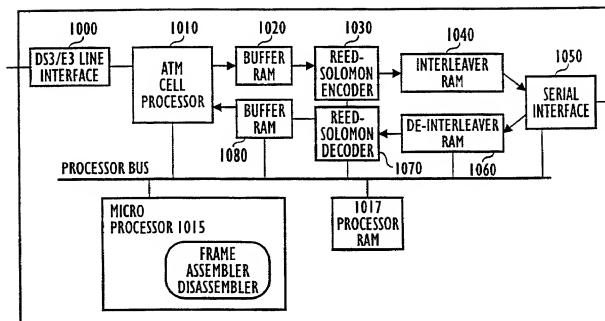 1000
DS3/E3 LINE
INTERFACE
1010
ATM
CELL
PROCESSOR
1020
BUFFER
RAM
1030
REED-
SOLOMON
ENCODER
1040
INTERLEAVER
RAM
1050
SERIAL
INTERFACE
BUFFER
RAM
1080
REED-
SOLOMON
DECODER
1070
DE-INTERLEAVER
RAM
1060
PROCESSOR BUS
MICRO
PROCESSOR 1015
FRAME
ASSEMBLER
DISASSEMBLER
1017
PROCESSOR
RAM